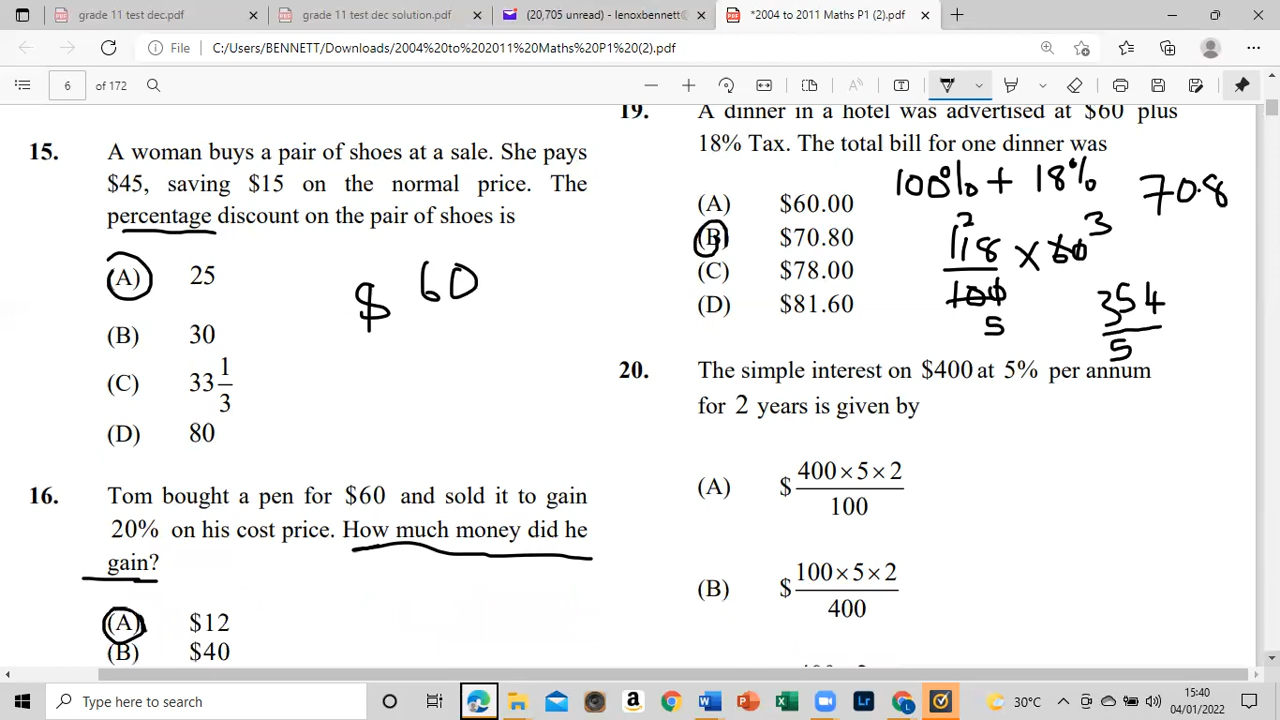 grade 11 test dec.pdf
grade 11 test dec solution.pdf
(20,705 unread) - lenoxbennett@
*2004 to 2011 Maths P1 (2).pdf
File
C:/Users/BENNETT/Downloads/2004%20to%202011%20Maths%20P1%20(2).pdf
6 of 172
15. A woman buys a pair of shoes at a sale. She pays
$45, saving $15 on the normal price. The
percentage discount on the pair of shoes is
(A) 25
$ 60
(B) 30
(C) 33 1/3
(D) 80
16. Tom bought a pen for $60 and sold it to gain
20% on his cost price. How much money did he
gain?
(A) $12
(B) $40
19. A dinner in a hotel was advertised at $60 plus
18% Tax. The total bill for one dinner was
100% + 18%
70.8
(A) $60.00
(B) $70.80
(C) $78.00
(D) $81.60
118 × 60 3
100
5
354
5
20. The simple interest on $400 at 5% per annum
for 2 years is given by
(A) $ 400×5×2
100
(B) $ 100×5×2
400
Type here to search
30°C
15:40
04/01/2022